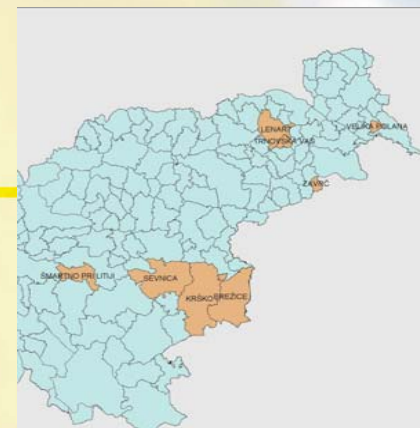 LENART
VELIKA POLANA
TRNOVSKA VAS
ZAVRČ
ŠMARTNO PRI LITIJI
SEVNICA
KRŠKO
BREŽICE